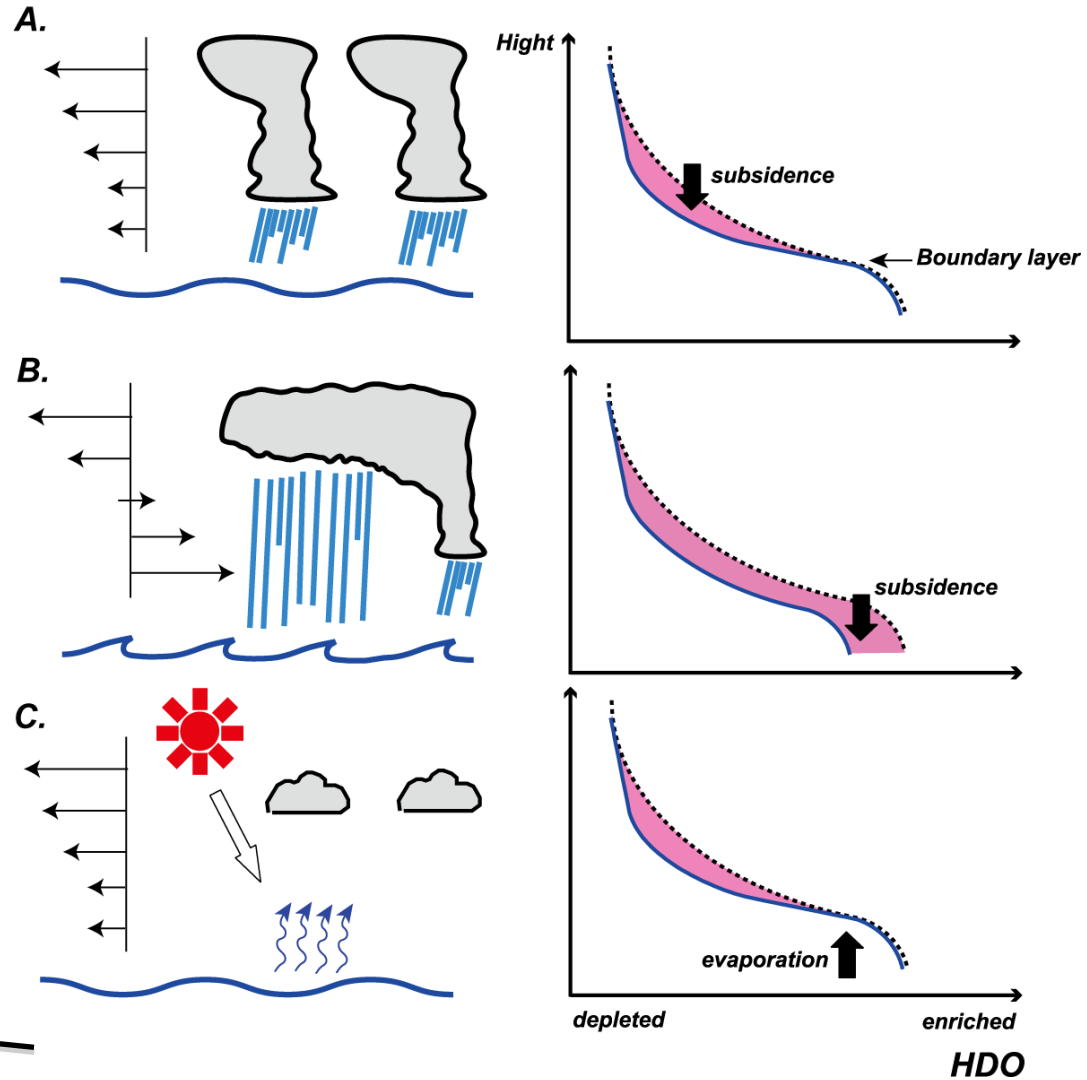 A.
Hight
subsidence
Boundary layer
B.
subsidence
C.
evaporation
depleted
enriched
HDO